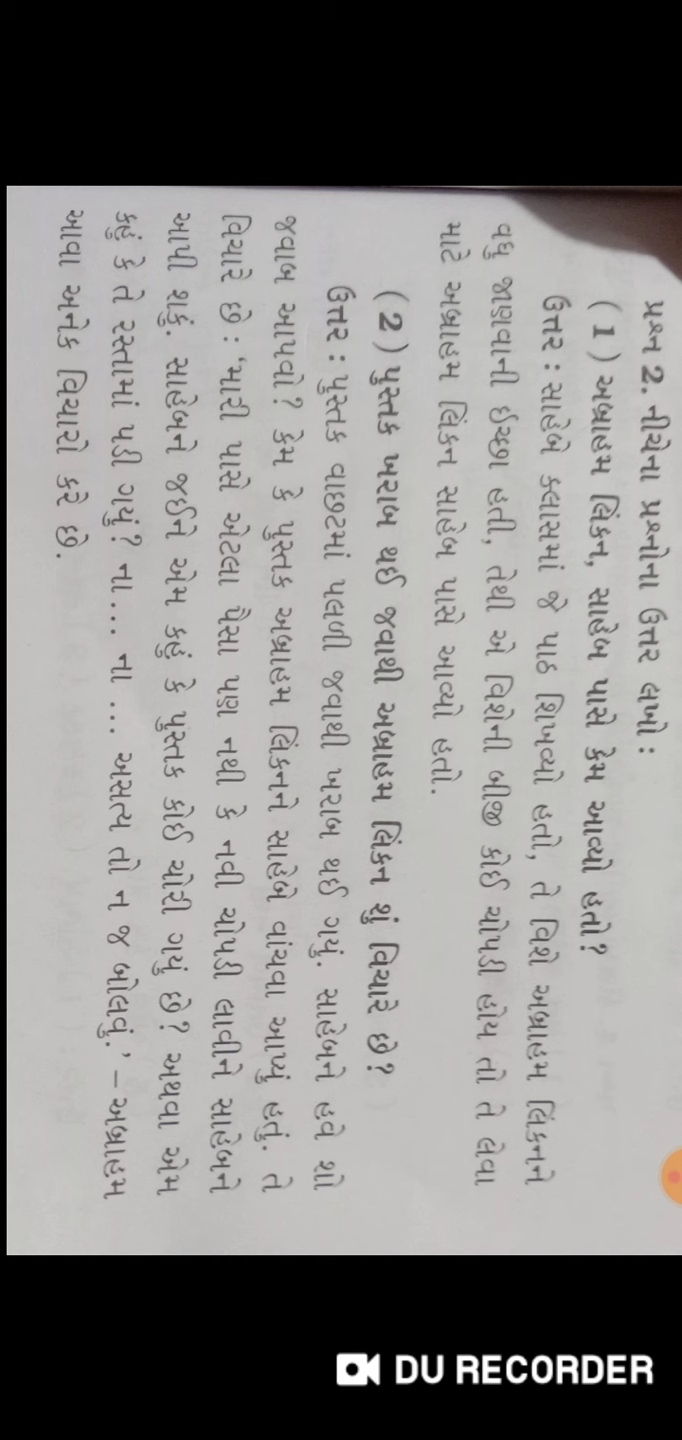 પ્રશ્ન 2. નીચેના પ્રશ્નોના ઉત્તર લખો :
( 1 ) અબ્રાહમ લિંકન, સાહેબ પાસે કેમ આવ્યો હતો?
ઉત્તર : સાહેબે ક્લાસમાં જે પાઠ શિખવ્યો હતો, તે વિશે અબ્રાહમ લિંકનને
વધુ જાણવાની ઈચ્છા હતી, તેથી એ વિશેની બીજી કોઈ ચોપડી હોય તો તે લેવા
માટે અબ્રાહમ લિંકન સાહેબ પાસે આવ્યો હતો.
( 2 ) પુસ્તક ખરાબ થઈ જવાથી અબ્રાહમ લિંકન શું વિચારે છે?
ઉત્તર : પુસ્તક વાછટમાં પલળી જવાથી ખરાબ થઈ ગયું. સાહેબને હવે શો
જવાબ આપવો? કેમ કે પુસ્તક અબ્રાહમ લિંકનને સાહેબે વાંચવા આપ્યું હતું. તે
વિચારે છે : ‘મારી પાસે એટલા પૈસા પણ નથી કે નવી ચોપડી લાવીને સાહેબને
આપી શકું. સાહેબને જઈને એમ કહું કે પુસ્તક કોઈ ચોરી ગયું છે? અથવા એમ
કહું કે તે રસ્તામાં પડી ગયું? ના... ના ... અસત્ય તો ન જ બોલવું.’ – અબ્રાહમ
આવા અનેક વિચારો કરે છે.
DU RECORDER